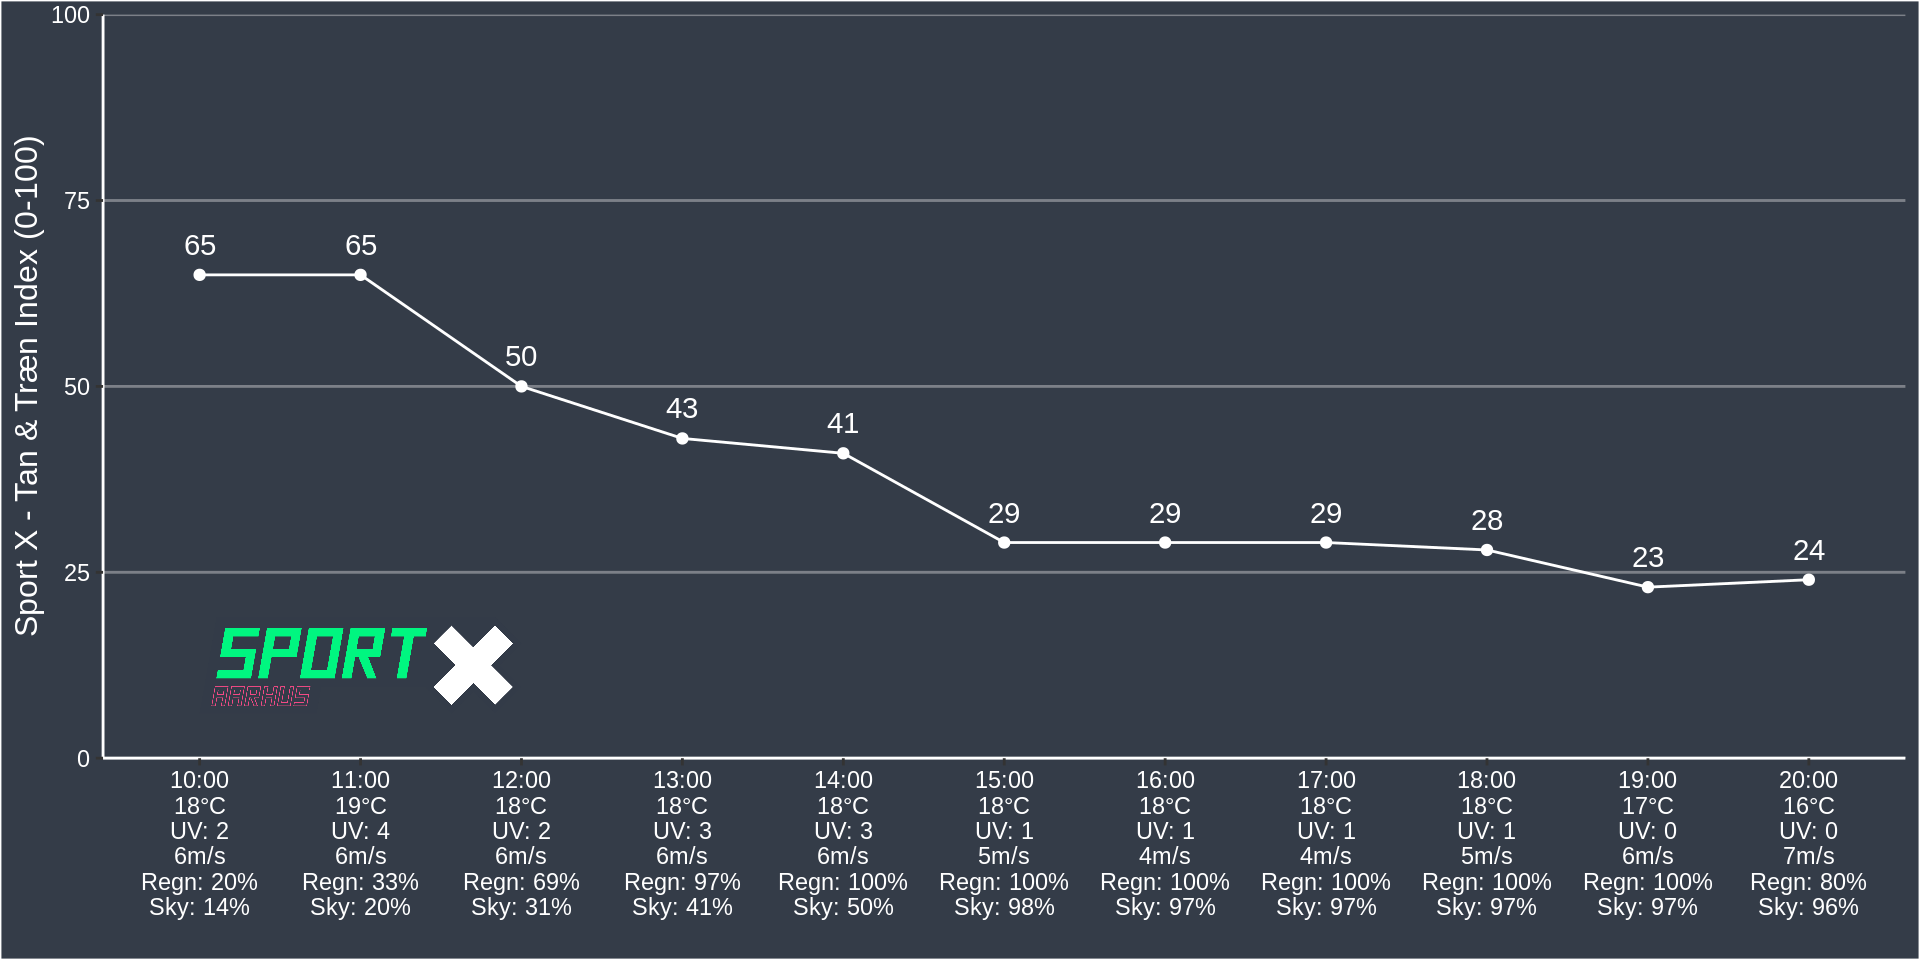 Sport X - Tan & Træn Index (0-100)
100
75
50
25
0
65
65
50
43
41
29
29
29
28
23
24
SPORT X
AARHUS
10:00 11:00 12:00 13:00 14:00 15:00 16:00 17:00 18:00 19:00 20:00
18°C 19°C 18°C 18°C 18°C 18°C 18°C 18°C 18°C 17°C 16°C
UV: 2 UV: 4 UV: 2 UV: 3 UV: 3 UV: 1 UV: 1 UV: 1 UV: 1 UV: 0 UV: 0
6m/s 6m/s 6m/s 6m/s 6m/s 5m/s 4m/s 4m/s 5m/s 6m/s 7m/s
Regn: 20% Regn: 33% Regn: 69% Regn: 97% Regn: 100% Regn: 100% Regn: 100% Regn: 100% Regn: 100% Regn: 100% Regn: 80%
Sky: 14% Sky: 20% Sky: 31% Sky: 41% Sky: 50% Sky: 98% Sky: 97% Sky: 97% Sky: 97% Sky: 97% Sky: 96%